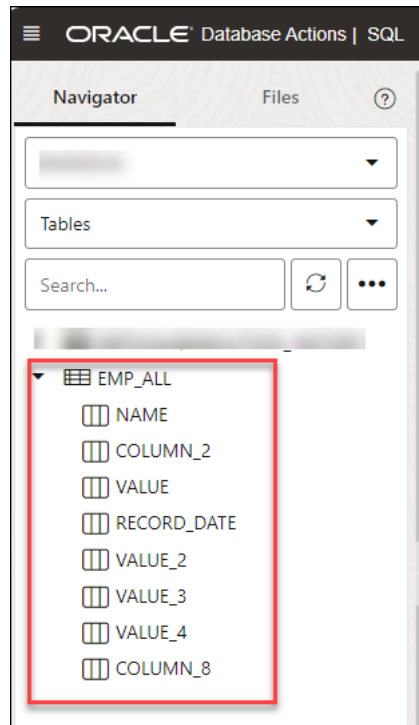 ORACLE Database Actions | SQL
Navigator Files
Tables
Search...
EMP_ALL
NAME
COLUMN_2
VALUE
RECORD_DATE
VALUE_2
VALUE_3
VALUE_4
COLUMN_8